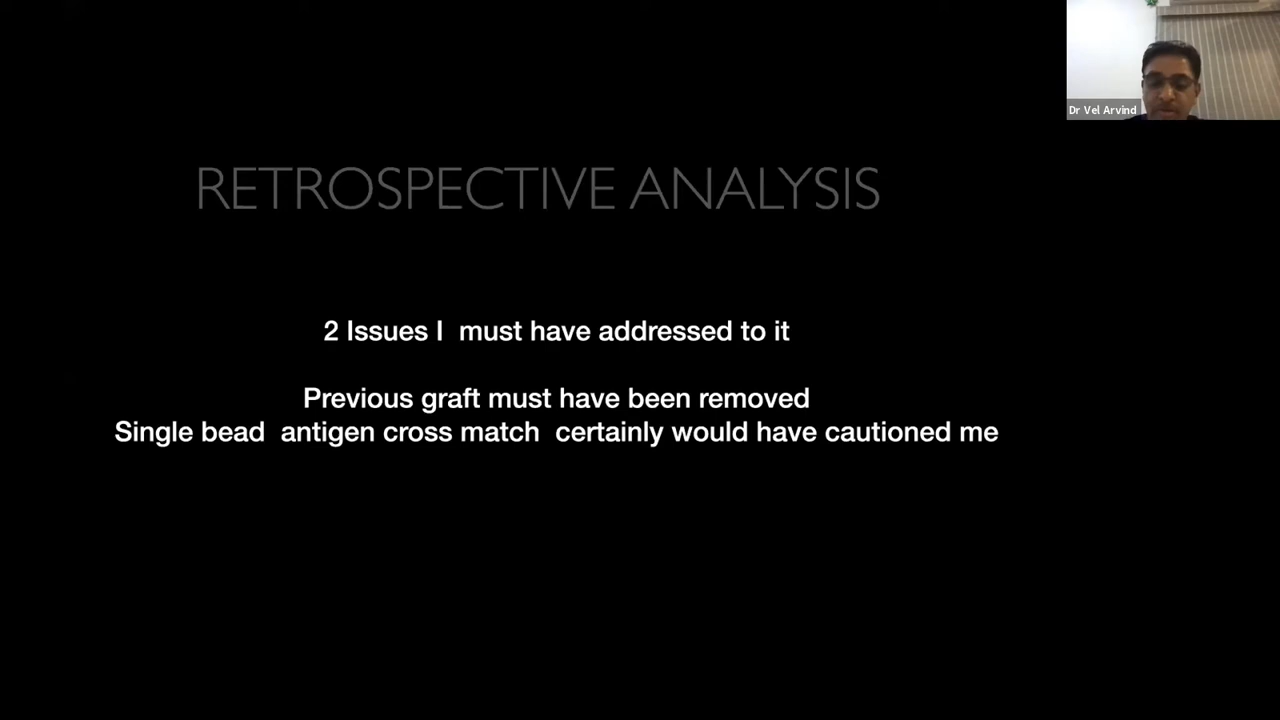 Dr Vel Arvind
RETROSPECTIVE ANALYSIS
2 Issues I must have addressed to it
Previous graft must have been removed
Single bead antigen cross match certainly would have cautioned me